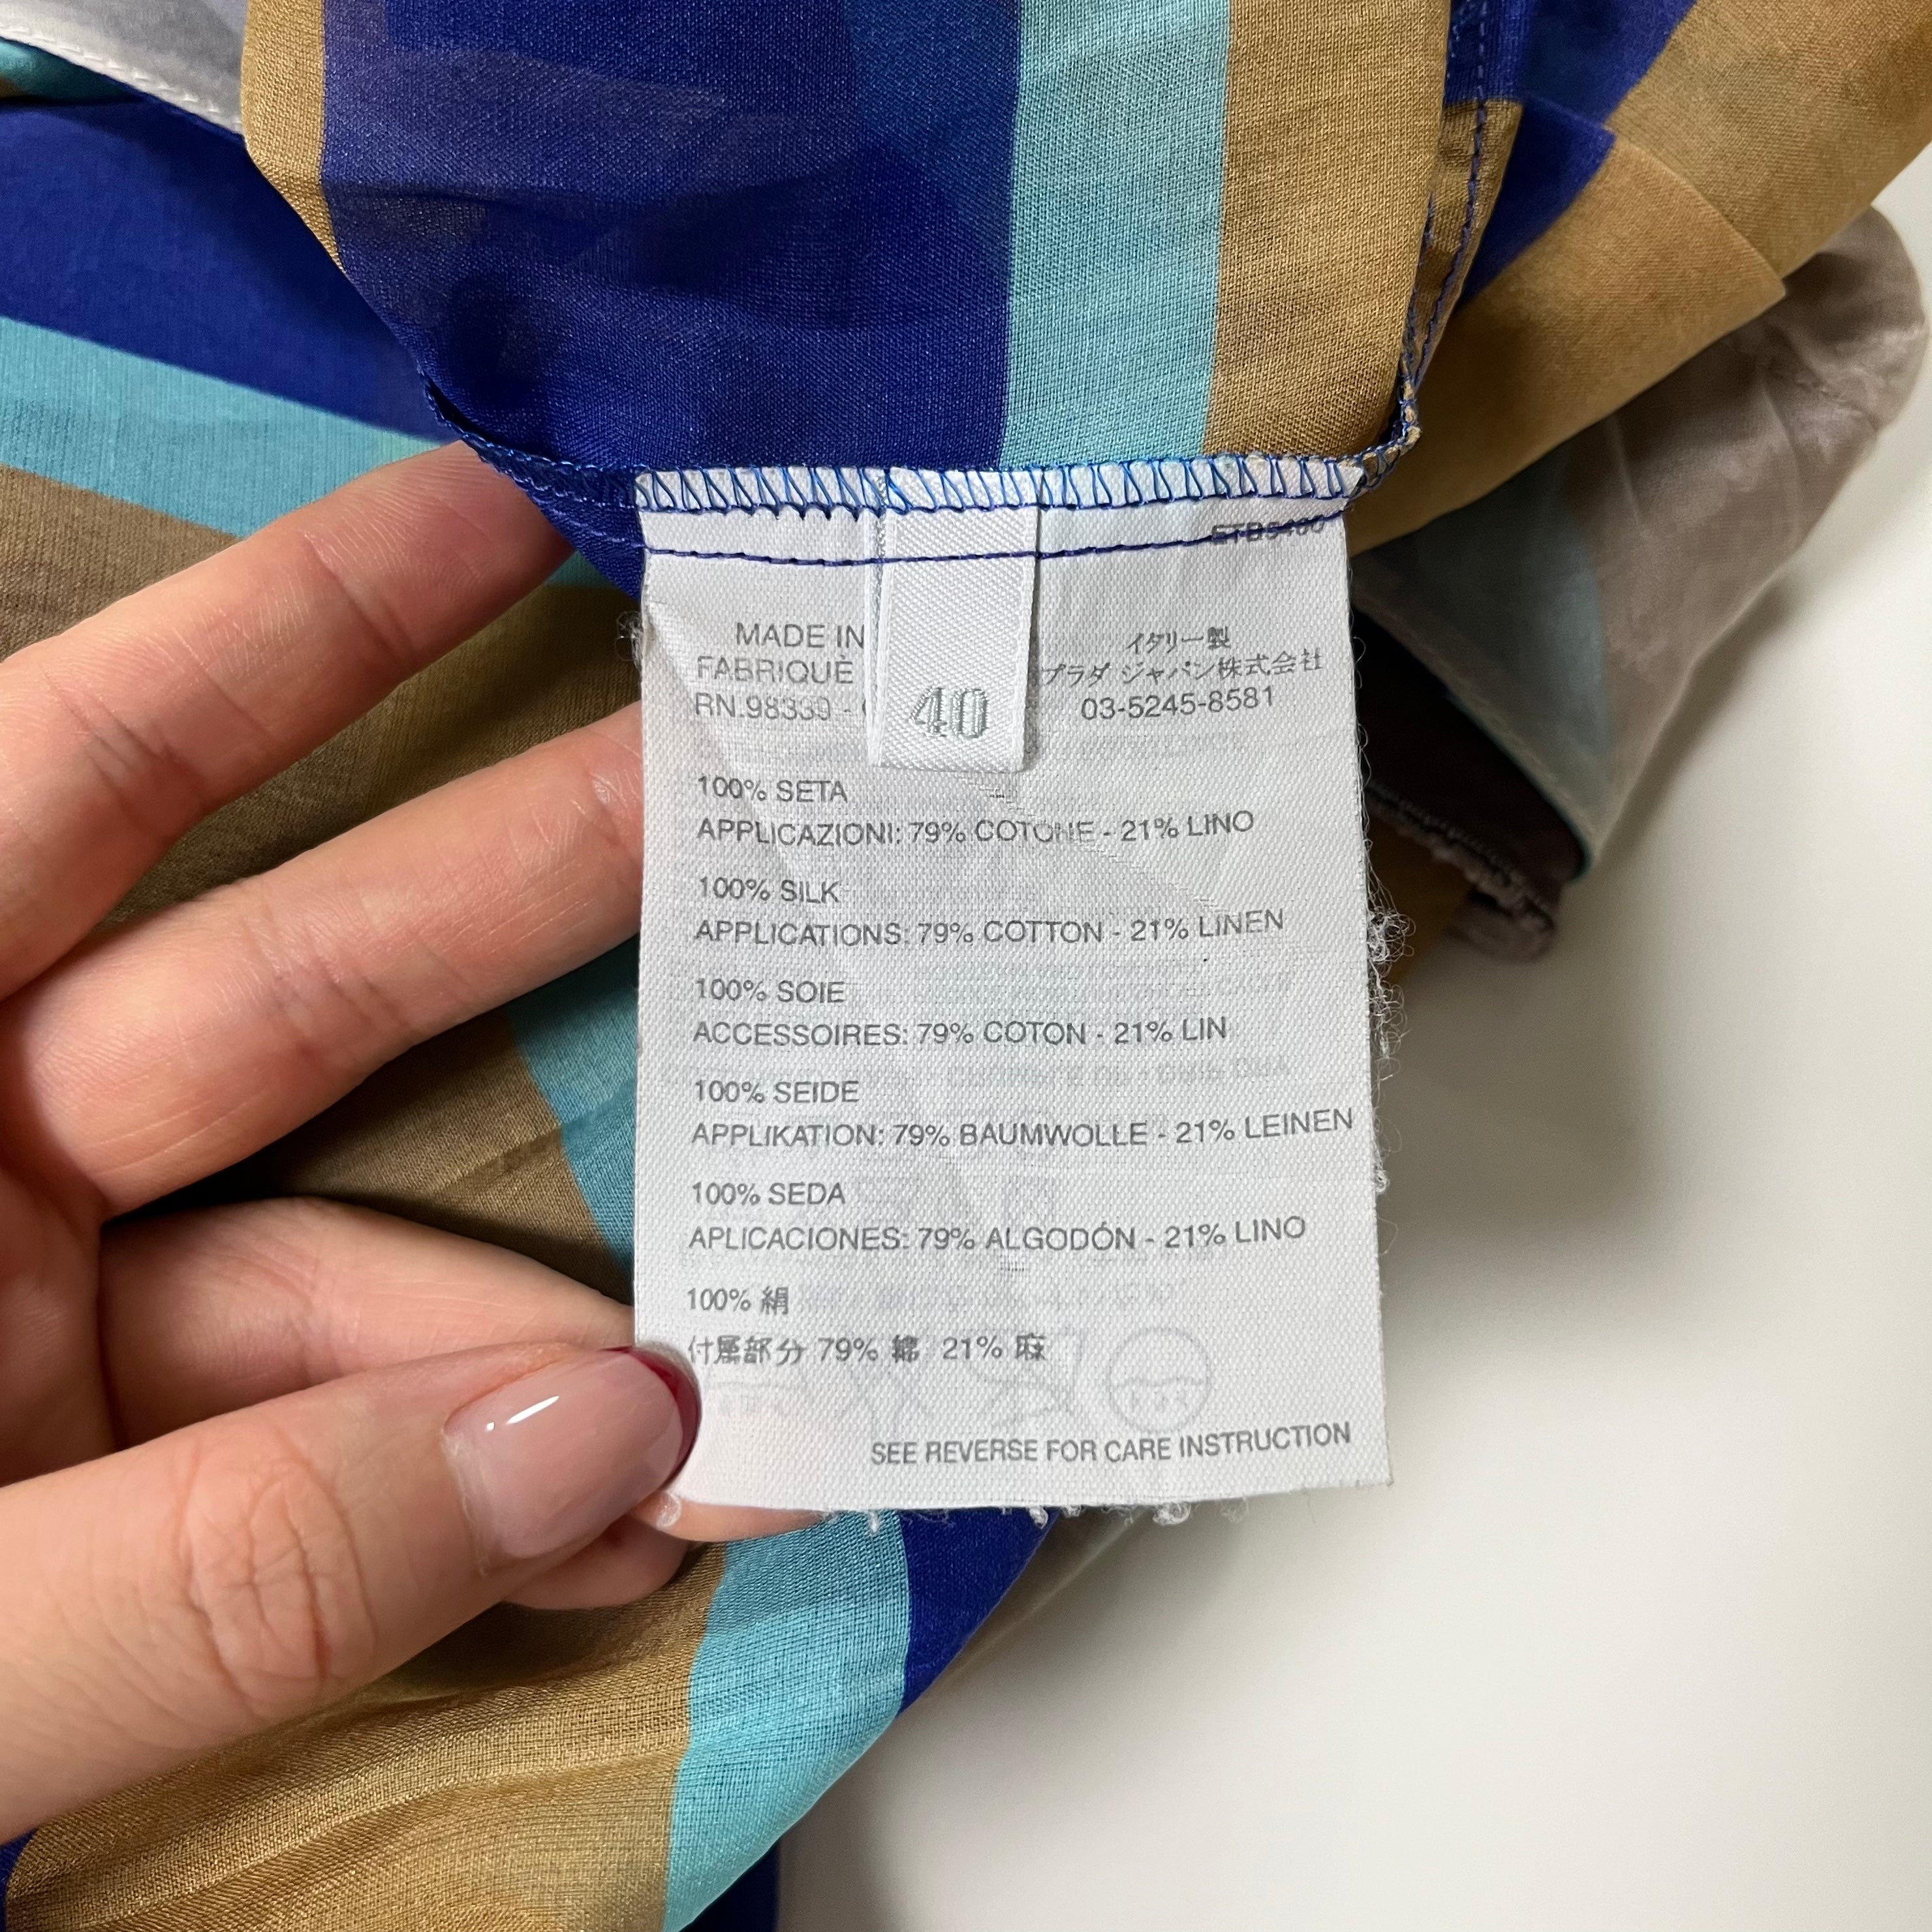 MADE IN
イタリー製
FABRIQUÈ
プラダ ジャパン株式会社
RN.98339 -
03-5245-8581
40
100% SETA
APPLICAZIONI: 79% COTONE - 21% LINO
100% SILK
APPLICATIONS: 79% COTTON - 21% LINEN
100% SOIE
ACCESSOIRES: 79% COTON - 21% LIN
100% SEIDE
APPLIKATION: 79% BAUMWOLLE - 21% LEINEN
100% SEDA
APLICACIONES: 79% ALGODÓN - 21% LINO
100% 絹
付属部分 79% 綿 21% 麻
SEE REVERSE FOR CARE INSTRUCTION